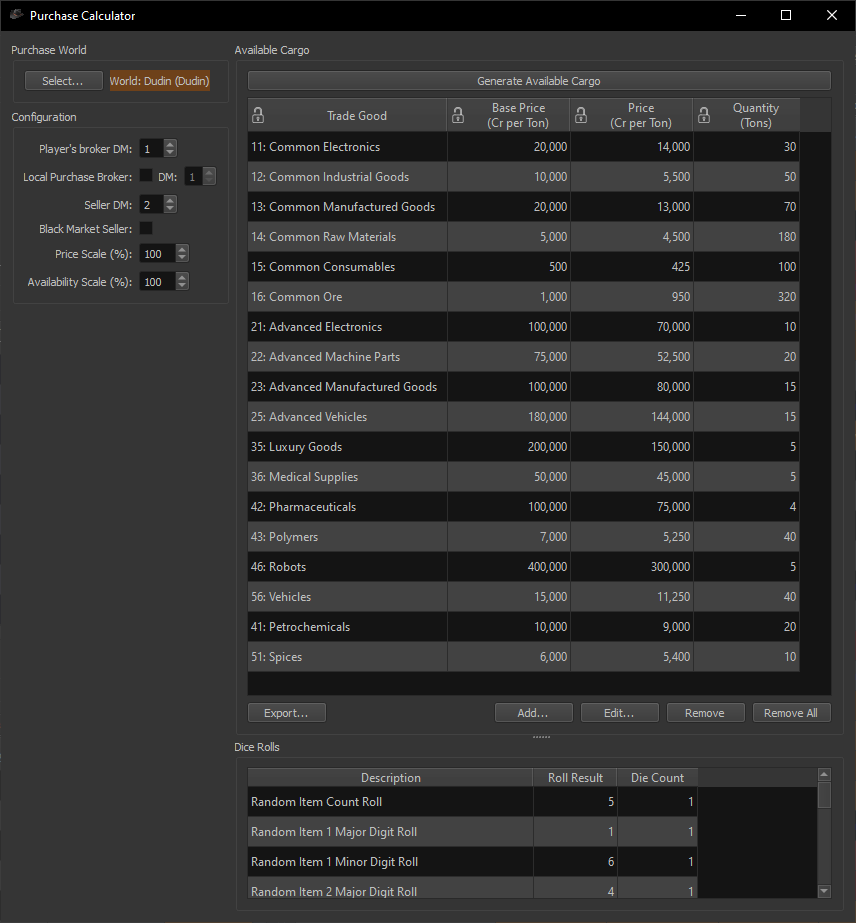 Purchase Calculator
Purchase World
Select...
World: Dudin (Dudin)
Configuration
Player's broker DM: 1
Local Purchase Broker: DM: 1
Seller DM: 2
Black Market Seller:
Price Scale (%): 100
Availability Scale (%): 100
Available Cargo
Generate Available Cargo
Trade Good Base Price (Cr per Ton) Price (Cr per Ton) Quantity (Tons)
11: Common Electronics 20,000 14,000 30
12: Common Industrial Goods 10,000 5,500 50
13: Common Manufactured Goods 20,000 13,000 70
14: Common Raw Materials 5,000 4,500 180
15: Common Consumables 500 425 100
16: Common Ore 1,000 950 320
21: Advanced Electronics 100,000 70,000 10
22: Advanced Machine Parts 75,000 52,500 20
23: Advanced Manufactured Goods 100,000 80,000 15
25: Advanced Vehicles 180,000 144,000 15
35: Luxury Goods 200,000 150,000 5
36: Medical Supplies 50,000 45,000 5
42: Pharmaceuticals 100,000 75,000 4
43: Polymers 7,000 5,250 40
46: Robots 400,000 300,000 5
56: Vehicles 15,000 11,250 40
41: Petrochemicals 10,000 9,000 20
51: Spices 6,000 5,400 10
Export... Add... Edit... Remove Remove All
Dice Rolls
Description Roll Result Die Count
Random Item Count Roll 5 1
Random Item 1 Major Digit Roll 1 1
Random Item 1 Minor Digit Roll 6 1
Random Item 2 Major Digit Roll 4 1